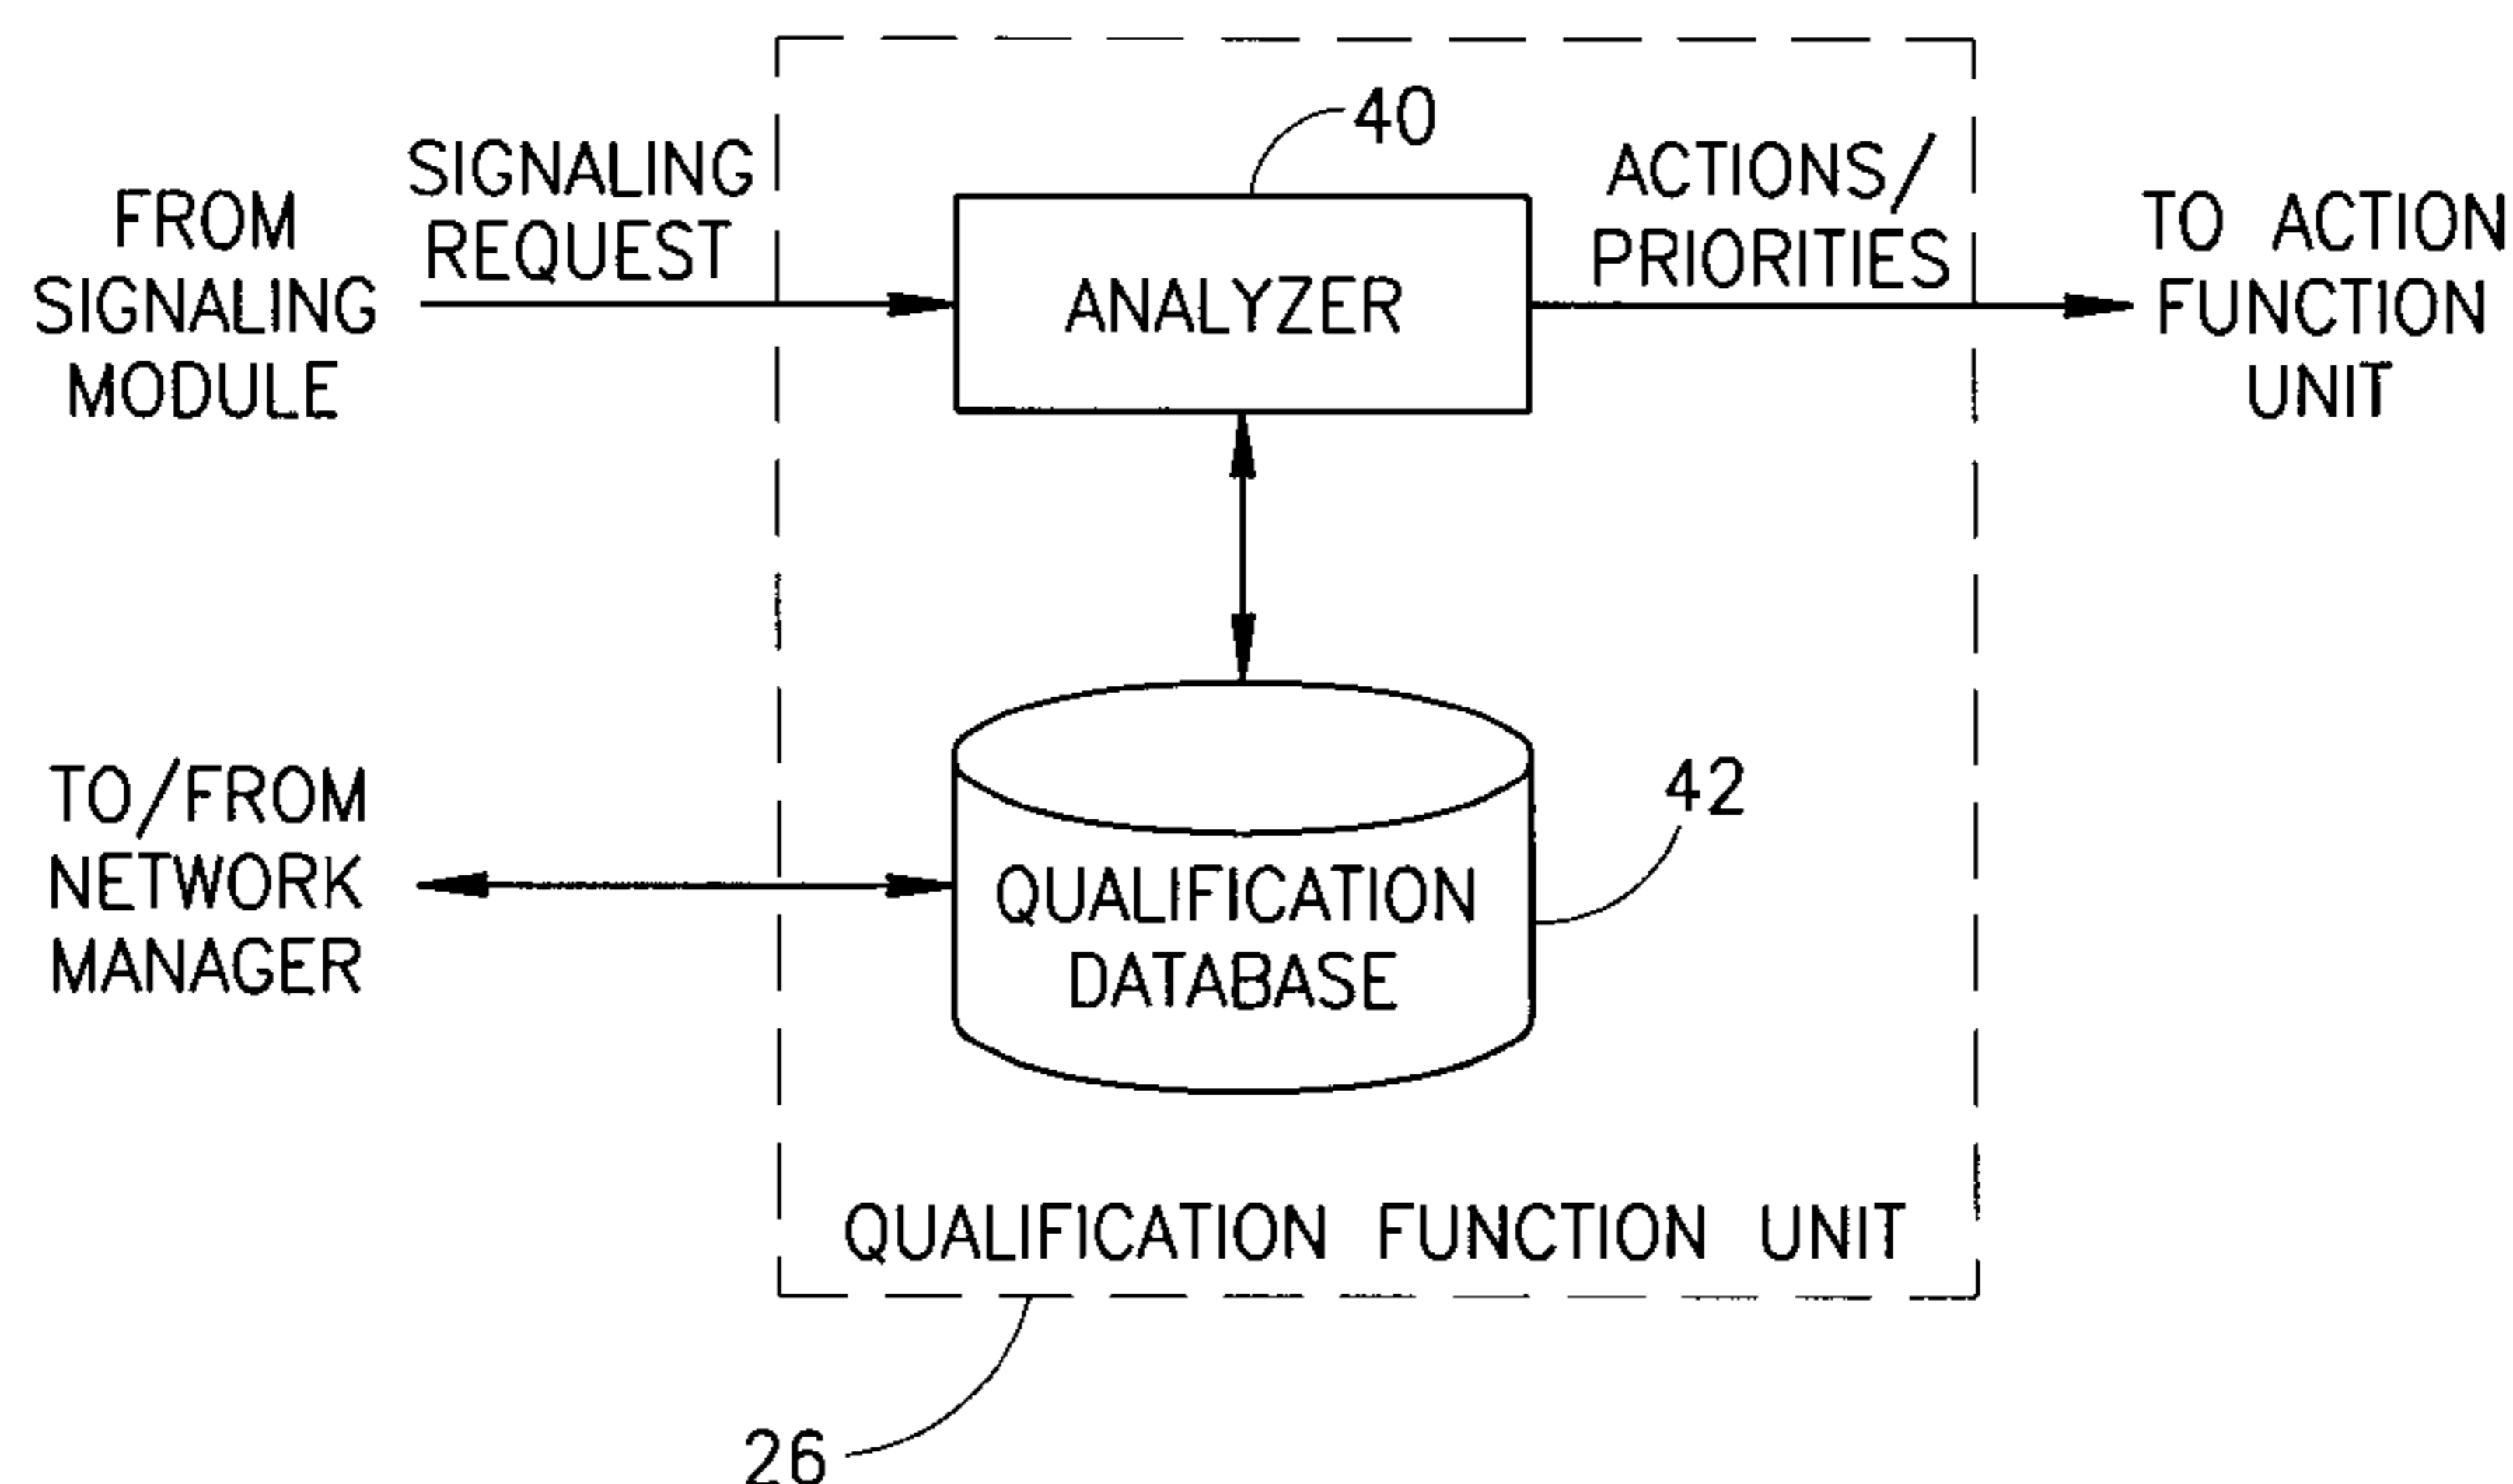 40
SIGNALING
REQUEST
ACTIONS/
PRIORITIES
FROM
SIGNALING
MODULE
ANALYZER
TO ACTION
FUNCTION
UNIT
TO/FROM
NETWORK
MANAGER
42
QUALIFICATION
DATABASE
QUALIFICATION FUNCTION UNIT
26